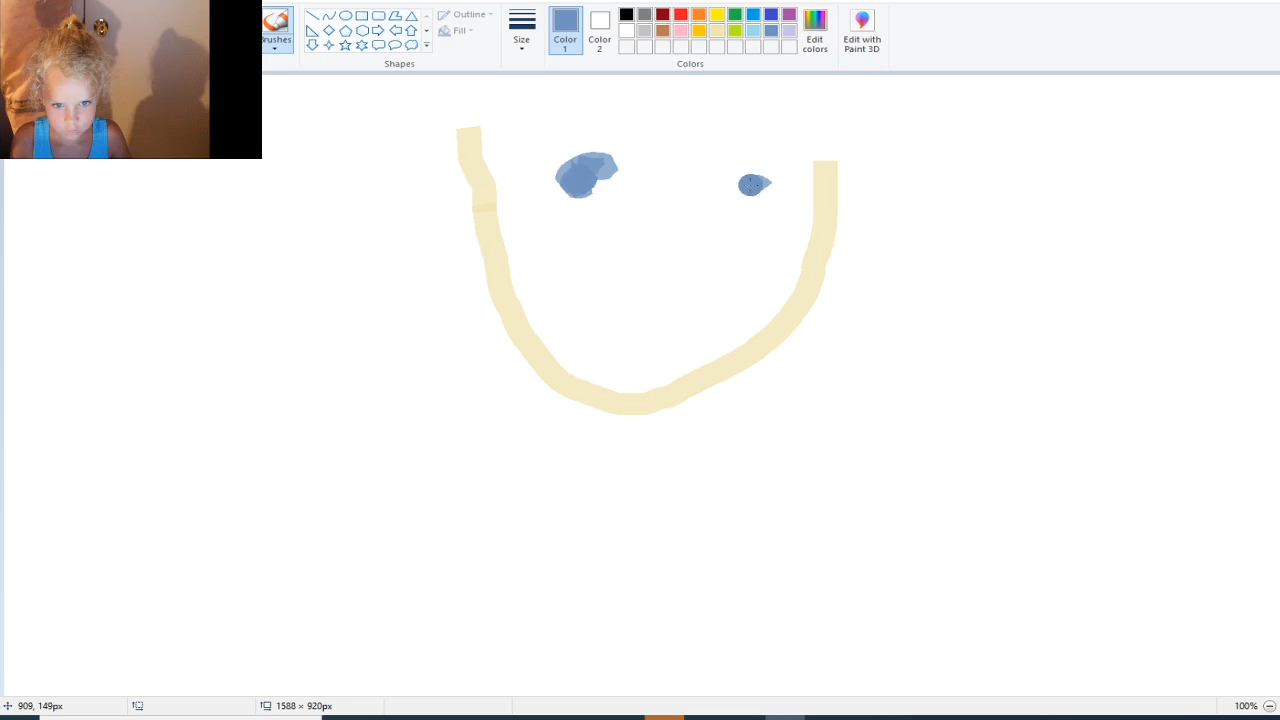 Outline
Fill
Brushes
Size
Color 1
Color 2
Edit colors
Edit with Paint 3D
Shapes
Colors
909, 149px
1588 × 920px
100%